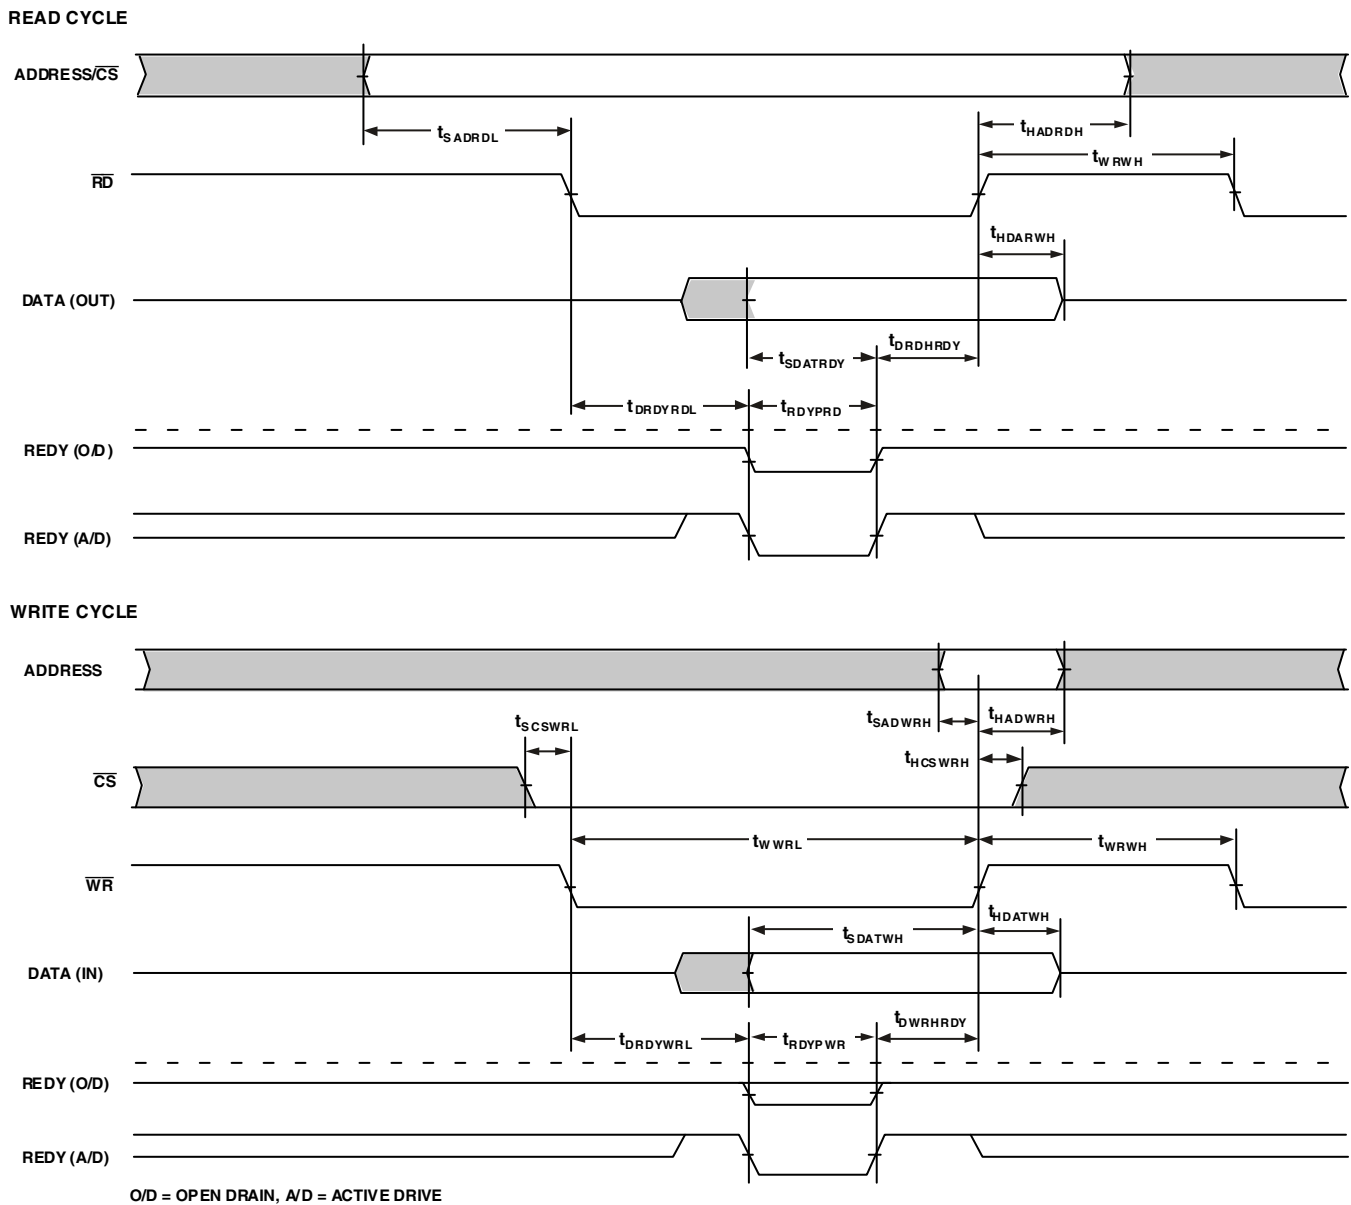 READ CYCLE
ADDRESS/CS
tSADRDL
tHADRDH
tWRWH
RD
tHDARWH
DATA (OUT)
tSDATRDY
tDRDHRDY
tDRDYRDL
tRDYPRD
REDY (O/D)
REDY (A/D)
WRITE CYCLE
ADDRESS
tSADWRH
tHADWRH
tSCSWRL
tHCSWRH
CS
tWWRL
tWRWH
WR
tHDATWH
tSDATWH
DATA (IN)
tDWRHRDY
tDRDYWRL
tRDYPWR
REDY (O/D)
REDY (A/D)
O/D = OPEN DRAIN, A/D = ACTIVE DRIVE